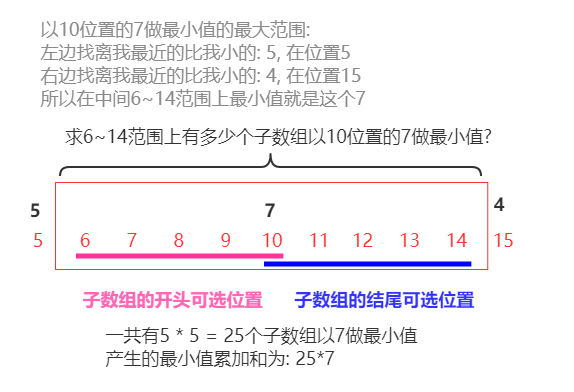 以10位置的7做最小值的最大范围:
左边找离我最近的比我小的: 5, 在位置5
右边找离我最近的比我小的: 4, 在位置15
所以在中间6~14范围上最小值就是这个7
求6~14范围上有多少个子数组以10位置的7做最小值?
5 7 4
5 6 7 8 9 10 11 12 13 14 15
子数组的开头可选位置 子数组的结尾可选位置
一共有5 * 5 = 25个子数组以7做最小值
产生的最小值累加和为: 25*7